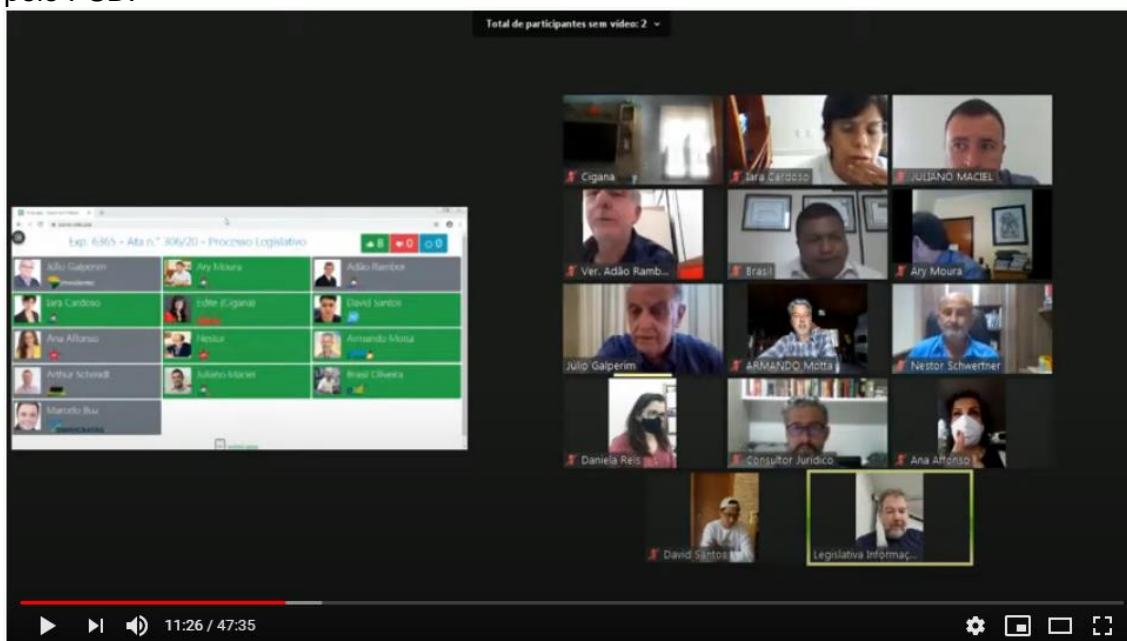 Total de participantes sem vídeo: 2
Exp. 6365 - Ata n.° 306/20 - Processo Legislativo
8 0 0
Júlio Galperim
(Presidente)
Ary Moura
Adão Rambor
Iara Cardoso
Edite (Cigana)
David Santos
Ana Affonso
Nestor
Armando Motta
Arthur Schmidt
Juliano Maciel
Brasil Oliveira
Marcelo Buz
DEMOCRATAS
Cigana
Iara Cardoso
JULIANO MACIEL
Ver. Adão Ramb...
Brasil
Ary Moura
Júlio Galperim
ARMANDO MOTTA
Nestor Schwertner
Daniela Reis
Consultor Jurídico
Ana Affonso
David Santos
Legislativa Informaç...
11:26 / 47:35